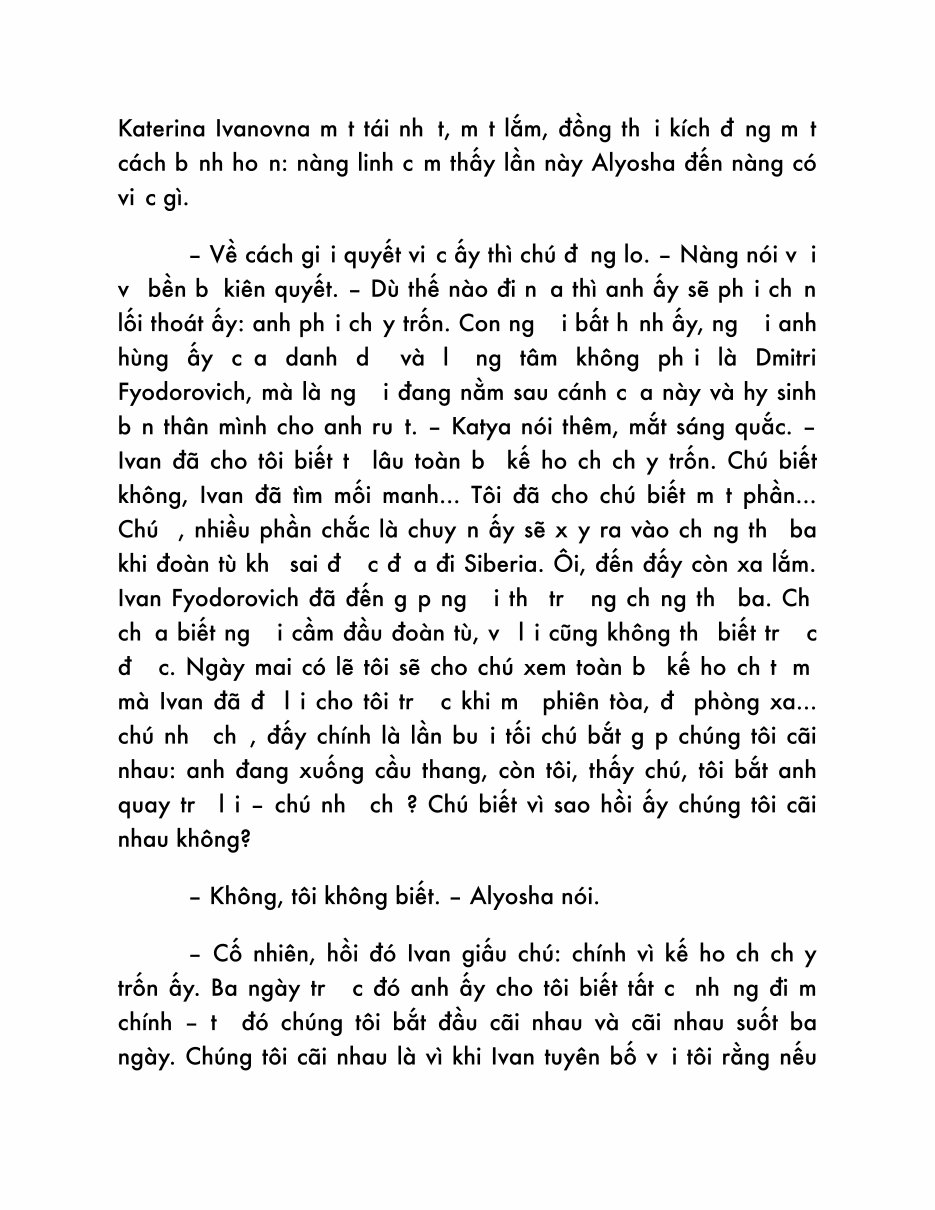 Katerina Ivanovna m t tái nh t, m t lắm, đồng th i kích đ ng m t
cách b nh ho n: nàng linh c m thấy lần này Alyosha đến nàng có
vi c gì.
– Về cách gi i quyết vi c ấy thì chú đ ng lo. – Nàng nói v i
v bền b kiên quyết. – Dù thế nào đi n a thì anh ấy sẽ ph i ch n
lối thoát ấy: anh ph i ch y trốn. Con ng i bất h nh ấy, ng i anh
hùng ấy c a danh d và l ng tâm không ph i là Dmitri
Fyodorovich, mà là ng i đang nằm sau cánh c a này và hy sinh
b n thân mình cho anh ru t. – Katya nói thêm, mắt sáng quắc. –
Ivan đã cho tôi biết t lâu toàn b kế ho ch ch y trốn. Chú biết
không, Ivan đã tìm mối manh... Tôi đã cho chú biết m t phần...
Chú , nhiều phần chắc là chuy n ấy sẽ x y ra vào ch ng th ba
khi đoàn tù kh sai đ c đ a đi Siberia. Ôi, đến đấy còn xa lắm.
Ivan Fyodorovich đã đến g p ng i th tr ng ch ng th ba. Ch
ch a biết ng i cầm đầu đoàn tù, v l i cũng không th biết tr c
đ c. Ngày mai có lẽ tôi sẽ cho chú xem toàn b kế ho ch t m
mà Ivan đã đ l i cho tôi tr c khi m phiên tòa, đ phòng xa...
chú nh ch , đấy chính là lần bu i tối chú bắt g p chúng tôi cãi
nhau: anh đang xuống cầu thang, còn tôi, thấy chú, tôi bắt anh
quay tr l i – chú nh ch ? Chú biết vì sao hồi ấy chúng tôi cãi
nhau không?
– Không, tôi không biết. – Alyosha nói.
– Cố nhiên, hồi đó Ivan giấu chú: chính vì kế ho ch ch y
trốn ấy. Ba ngày tr c đó anh ấy cho tôi biết tất c nh ng đi m
chính – t đó chúng tôi bắt đầu cãi nhau và cãi nhau suốt ba
ngày. Chúng tôi cãi nhau là vì khi Ivan tuyên bố v i tôi rằng nếu